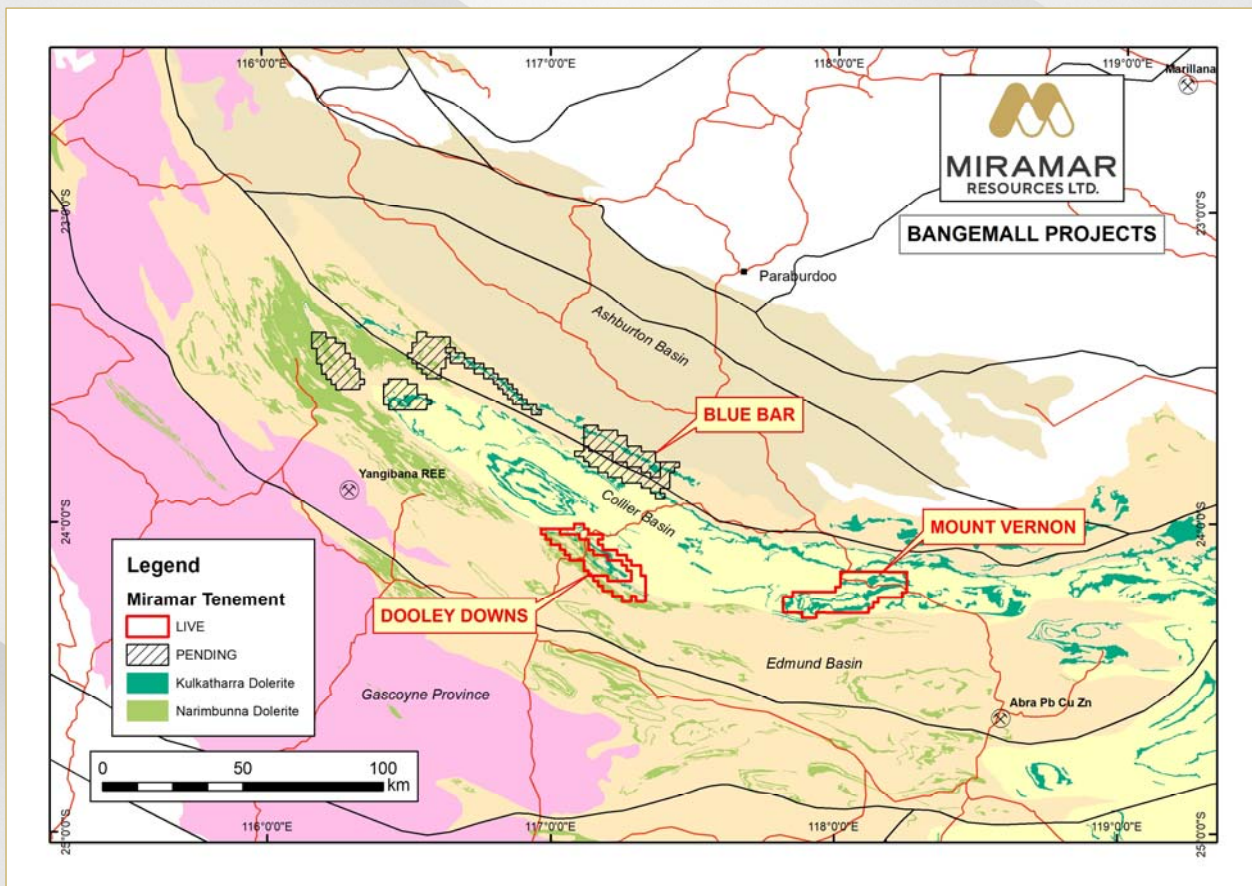 116°0'0"E
117°0'0"E
118°0'0"E
119°0'0"E
Marillana
MIRAMAR
RESOURCES LTD.
BANGEMALL PROJECTS
23°0'0"S
23°0'0"S
Paraburdoo
Ashburton Basin
BLUE BAR
Yangibana REE
Collier Basin
24°0'0"S
24°0'0"S
MOUNT VERNON
DOOLEY DOWNS
Edmund Basin
Gascoyne Province
Abra Pb Cu Zn
Legend
Miramar Tenement
LIVE
PENDING
Kulkatharra Dolerite
Narimbunna Dolerite
0 50 100
km
25°0'0"S
25°0'0"S
116°0'0"E
117°0'0"E
118°0'0"E
119°0'0"E